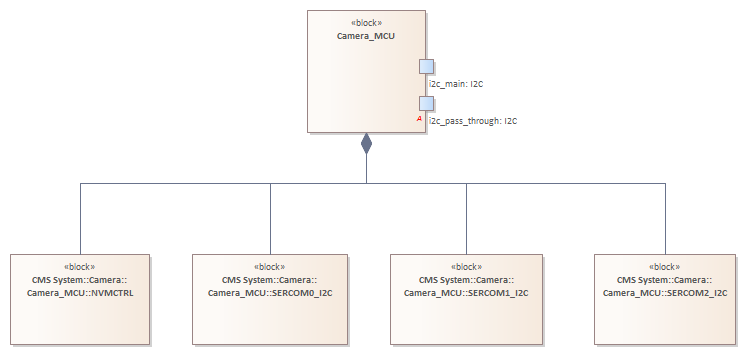 «block»
Camera_MCU
i2c_main: I2C
A
i2c_pass_through: I2C
«block»
CMS System::Camera::
Camera_MCU::NVMCTRL
«block»
CMS System::Camera::
Camera_MCU::SERCOM0_I2C
«block»
CMS System::Camera::
Camera_MCU::SERCOM1_I2C
«block»
CMS System::Camera::
Camera_MCU::SERCOM2_I2C